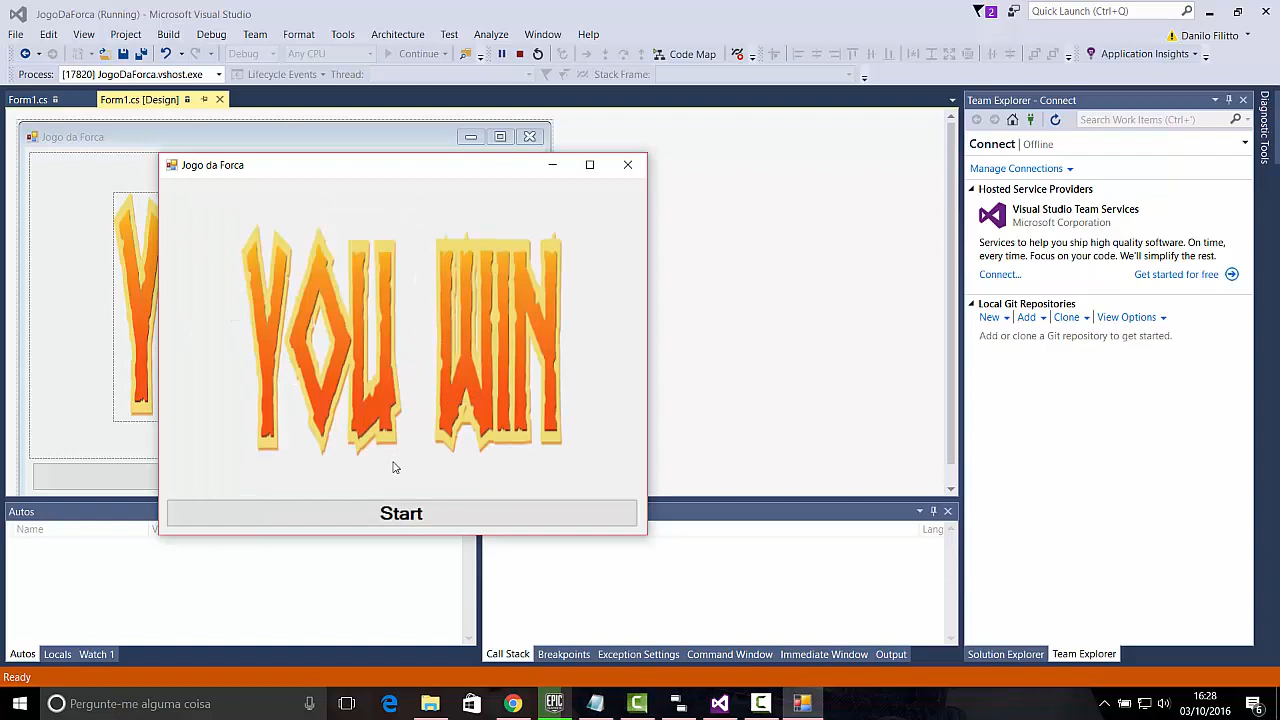 JogoDaForca (Running) - Microsoft Visual Studio
2
Quick Launch (Ctrl+Q)
File Edit View Project Build Debug Team Format Tools Architecture Test Analyze Window Help
Danilo Filitto
Debug Any CPU Continue Code Map Application Insights
Process: [17820] JogoDaForca.vshost.exe Lifecycle Events Thread: Stack Frame:
Form1.cs Form1.cs [Design]
Team Explorer - Connect
Search Work Items (Ctrl+')
Connect Offline
Manage Connections
Hosted Service Providers
Visual Studio Team Services
Microsoft Corporation
Services to help you ship high quality software. On time,
every time. Focus on your code. We'll simplify the rest.
Connect... Get started for free
Local Git Repositories
New Add Clone View Options
Add or clone a Git repository to get started.
Diagnostic Tools
Jogo da Forca
Y
Jogo da Forca
YOU WIN
Start
Autos
Name V
Lang
Autos Locals Watch 1
Call Stack Breakpoints Exception Settings Command Window Immediate Window Output
Solution Explorer Team Explorer
Ready
Pergunte-me alguma coisa
EPIC
16:28
03/10/2016
6